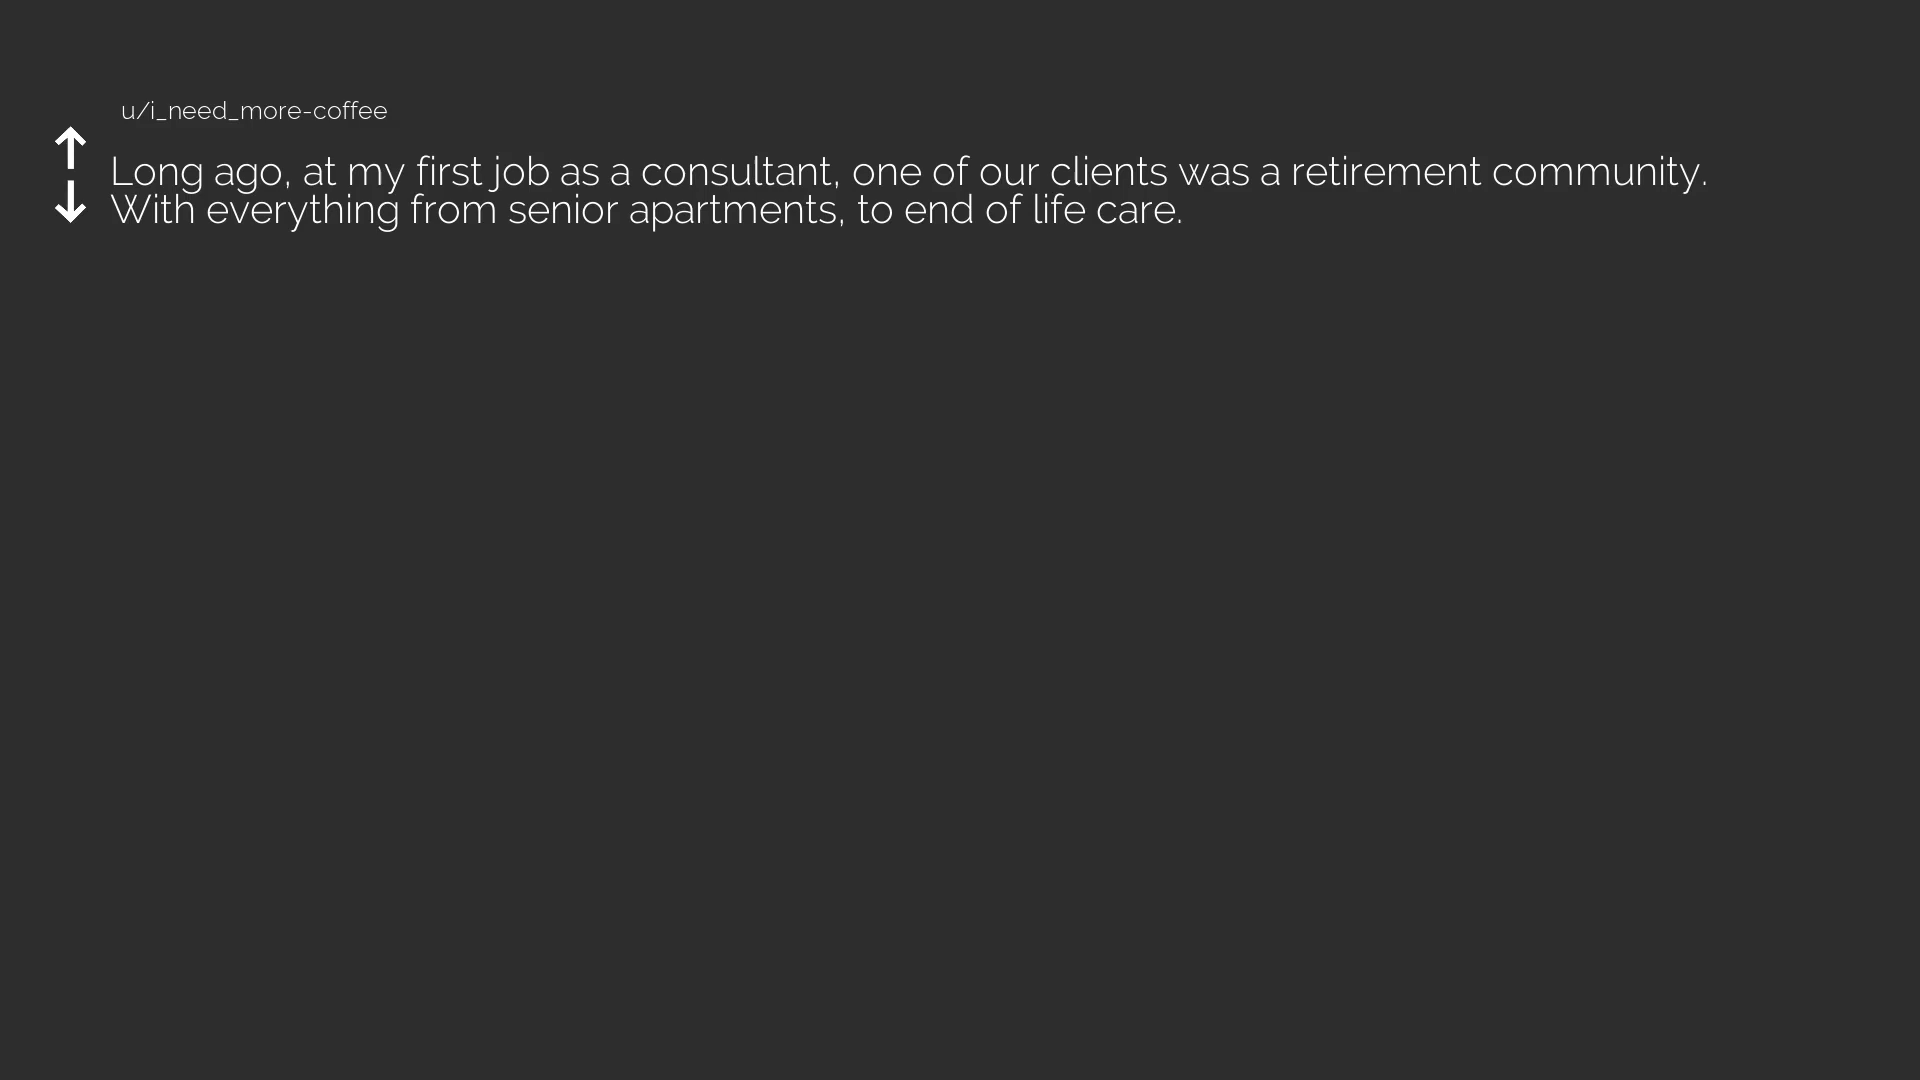 u/i_need_more-coffee
Long ago, at my first job as a consultant, one of our clients was a retirement community.
With everything from senior apartments, to end of life care.